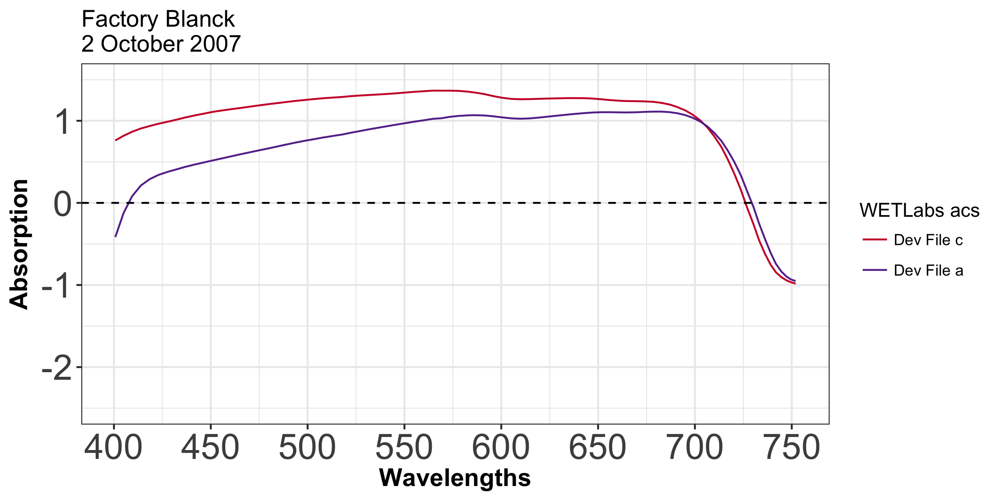 Factory Blanck
2 October 2007
Absorption
1
0
-1
-2
400 450 500 550 600 650 700 750
Wavelengths
WETLabs acs
Dev File c
Dev File a